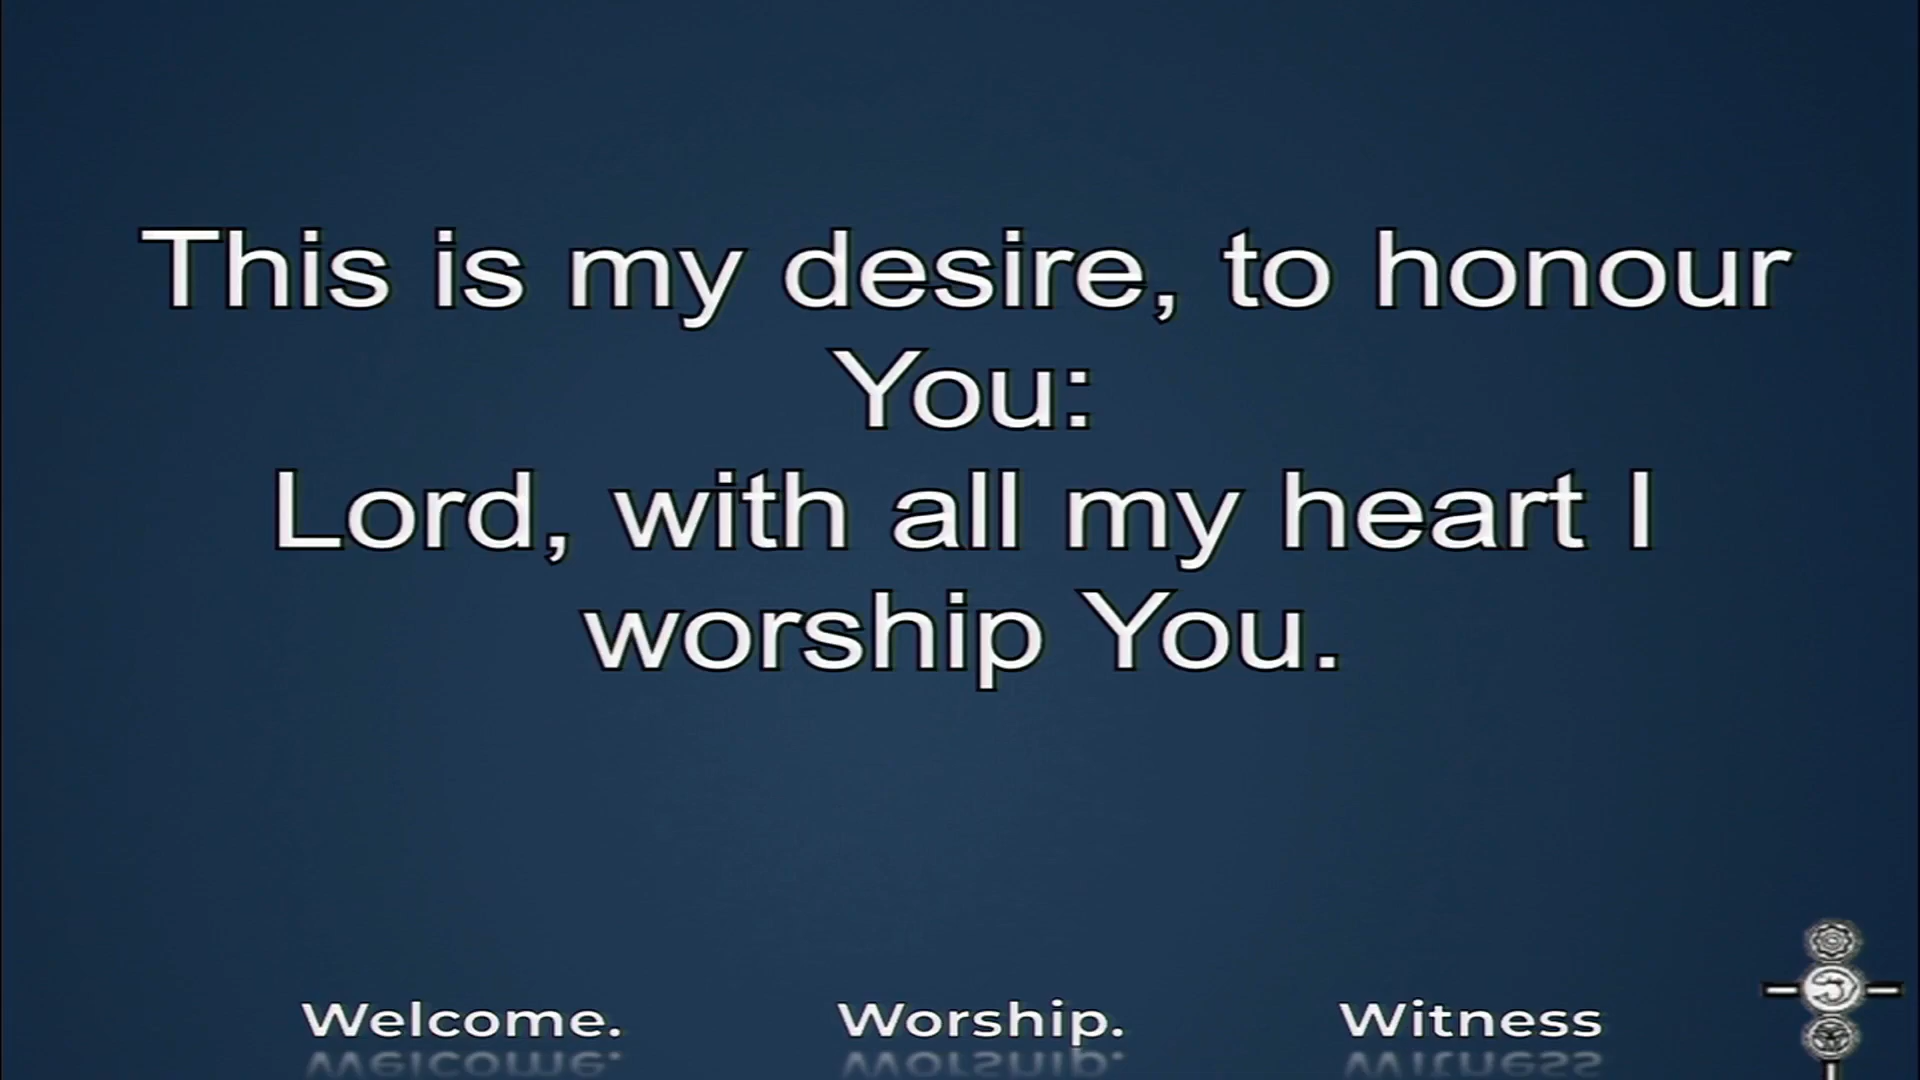 This is my desire, to honour
You:
Lord, with all my heart I
worship You.
Welcome. Worship. Witness